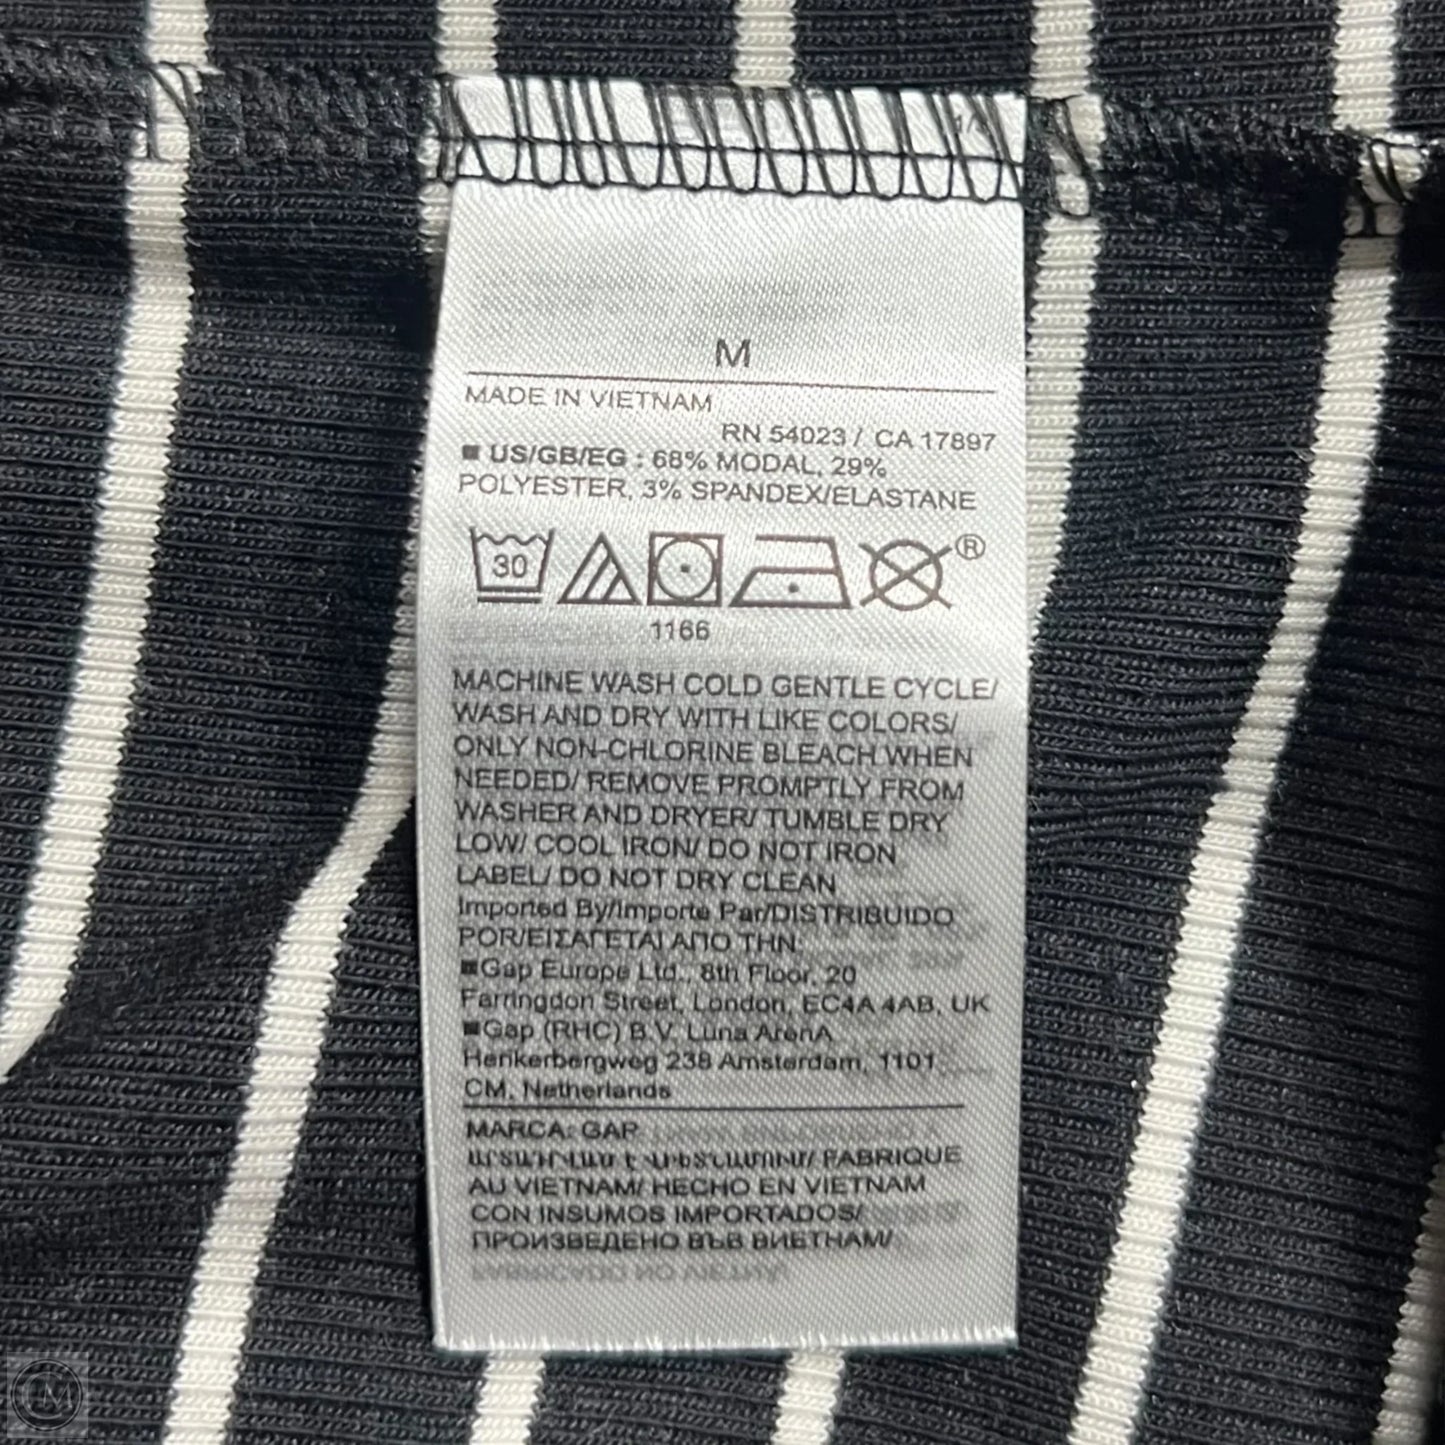 M
MADE IN VIETNAM
RN 54023 / CA 17897
US/GB/EG : 68% MODAL, 29%
POLYESTER, 3% SPANDEX/ELASTANE
30
®
1166
MACHINE WASH COLD GENTLE CYCLE/
WASH AND DRY WITH LIKE COLORS/
ONLY NON-CHLORINE BLEACH WHEN
NEEDED/ REMOVE PROMPTLY FROM
WASHER AND DRYER/ TUMBLE DRY
LOW/ COOL IRON/ DO NOT IRON
LABEL/ DO NOT DRY CLEAN
Imported By/Importe Par/DISTRIBUIDO
POR/ΕΙΣΑΓΕΤΑΙ ΑΠΟ ΤΗΝ:
Gap Europe Ltd., 8th Floor, 20
Farringdon Street, London, EC4A 4AB, UK
Gap (RHC) B.V. Luna ArenA
Herikerbergweg 238 Amsterdam, 1101
CM, Netherlands
MARCA: GAP
/ FABRIQUE
AU VIETNAM/ HECHO EN VIETNAM
CON INSUMOS IMPORTADOS/
ПРОИЗВЕДЕНО ВЪВ ВИЕТНАМ/